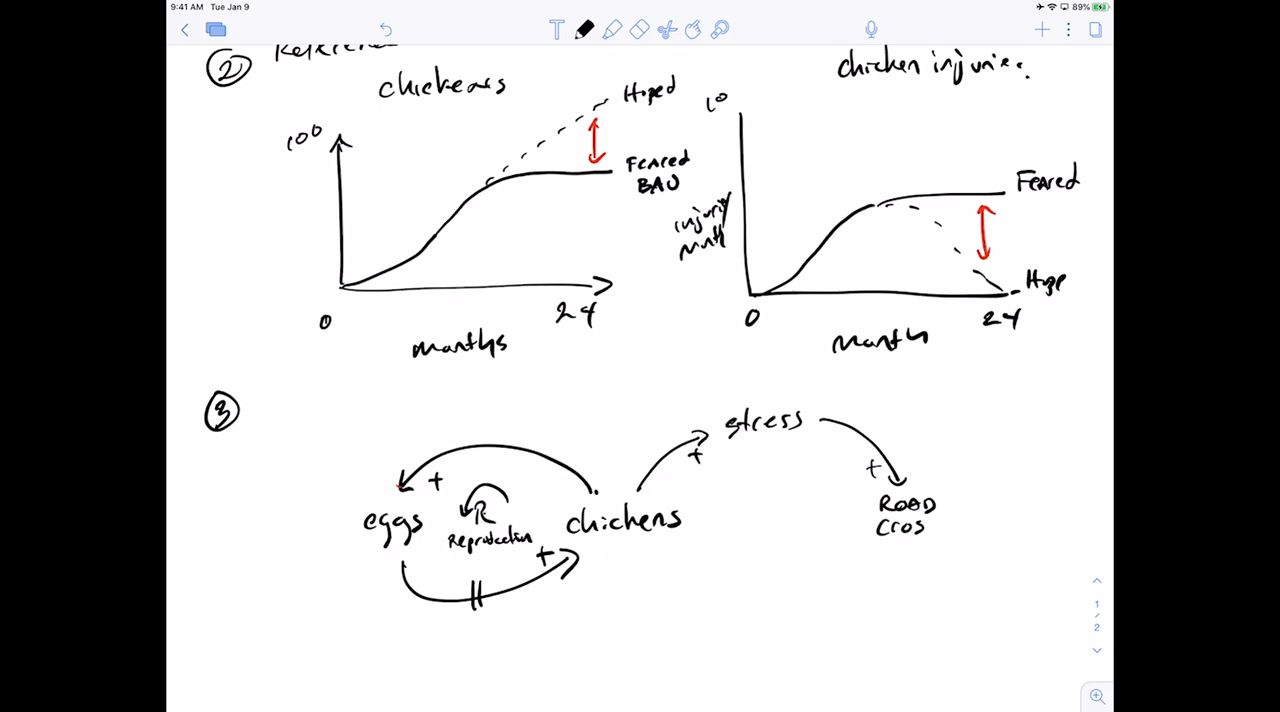 9:41 AM Tue Jan 9
89%
2
chickens
chicken injuries
100
Hoped
Feared
BAU
0
24
months
10
injury/
month
Feared
Hope
0
24
month
3
stress
+
+
+
R
Reproduction
eggs
chickens
ROAD
CROS
+
1
/
2